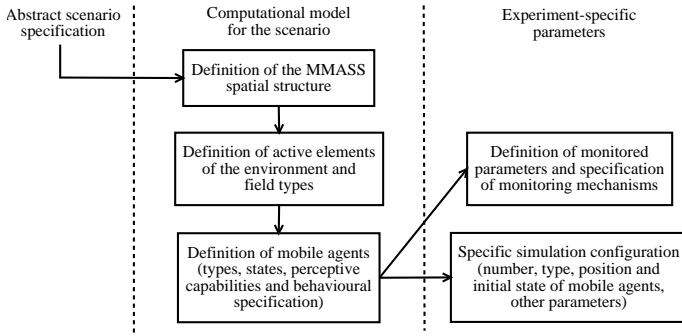 Abstract scenario
specification
Computational model
for the scenario
Experiment-specific
parameters
Definition of the MMASS
spatial structure
Definition of active elements
of the environment and
field types
Definition of monitored
parameters and specification
of monitoring mechanisms
Definition of mobile agents
(types, states, perceptive
capabilities and behavioural
specification)
Specific simulation configuration
(number, type, position and
initial state of mobile agents,
other parameters)